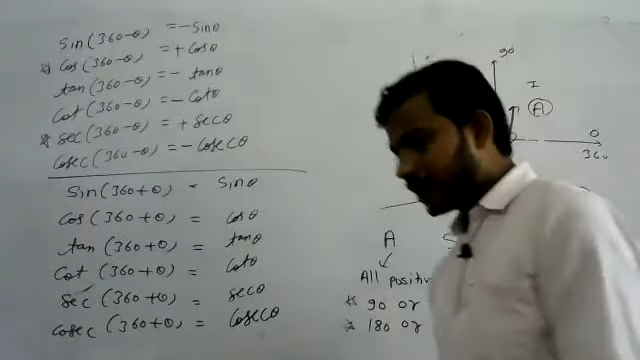 sin(360-θ) = -sinθ
* cos(360-θ) = +cosθ
tan(360-θ) = -tanθ
cot(360-θ) = -cotθ
* sec(360-θ) = +secθ
cosec(360-θ) = -cosecθ
sin(360+θ) = sinθ
cos(360+θ) = cosθ
tan(360+θ) = tanθ
cot(360+θ) = cotθ
sec(360+θ) = secθ
cosec(360+θ) = cosecθ
90
I
A
0
360
A S
All positiv
90 or
180 or